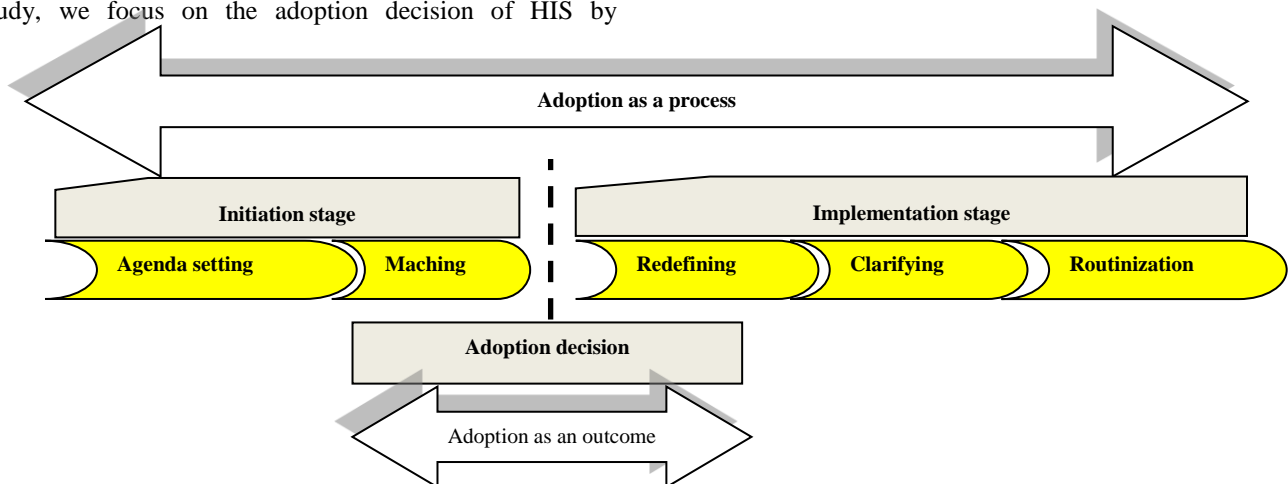 udy, we focus on the adoption decision of HIS by
Adoption as a process
Initiation stage
Implementation stage
Agenda setting
Maching
Redefining
Clarifying
Routinization
Adoption decision
Adoption as an outcome